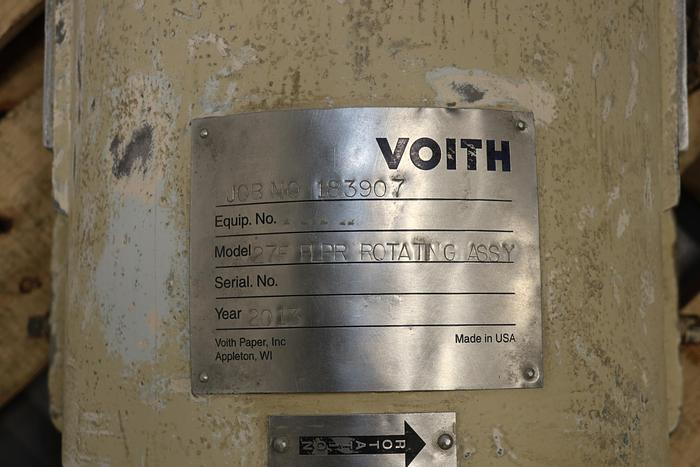 VOITH
JOB NO 183907
Equip. No.
Model ROTATING ASSY
Serial. No.
Year 2013
Voith Paper, Inc
Appleton, WI
Made in USA
ROTATION